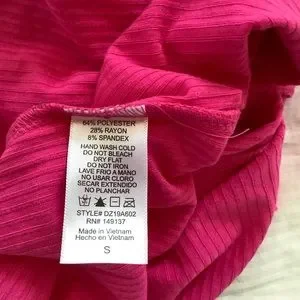 64% POLYESTER
28% RAYON
8% SPANDEX
HAND WASH COLD
DO NOT BLEACH
DRY FLAT
DO NOT IRON
LAVE FRIO A MANO
NO USAR CLORO
SECAR EXTENDIDO
NO PLANCHAR
STYLE# DZ19A602
RN# 149137
Made in Vietnam
Hecho en Vietnam
S